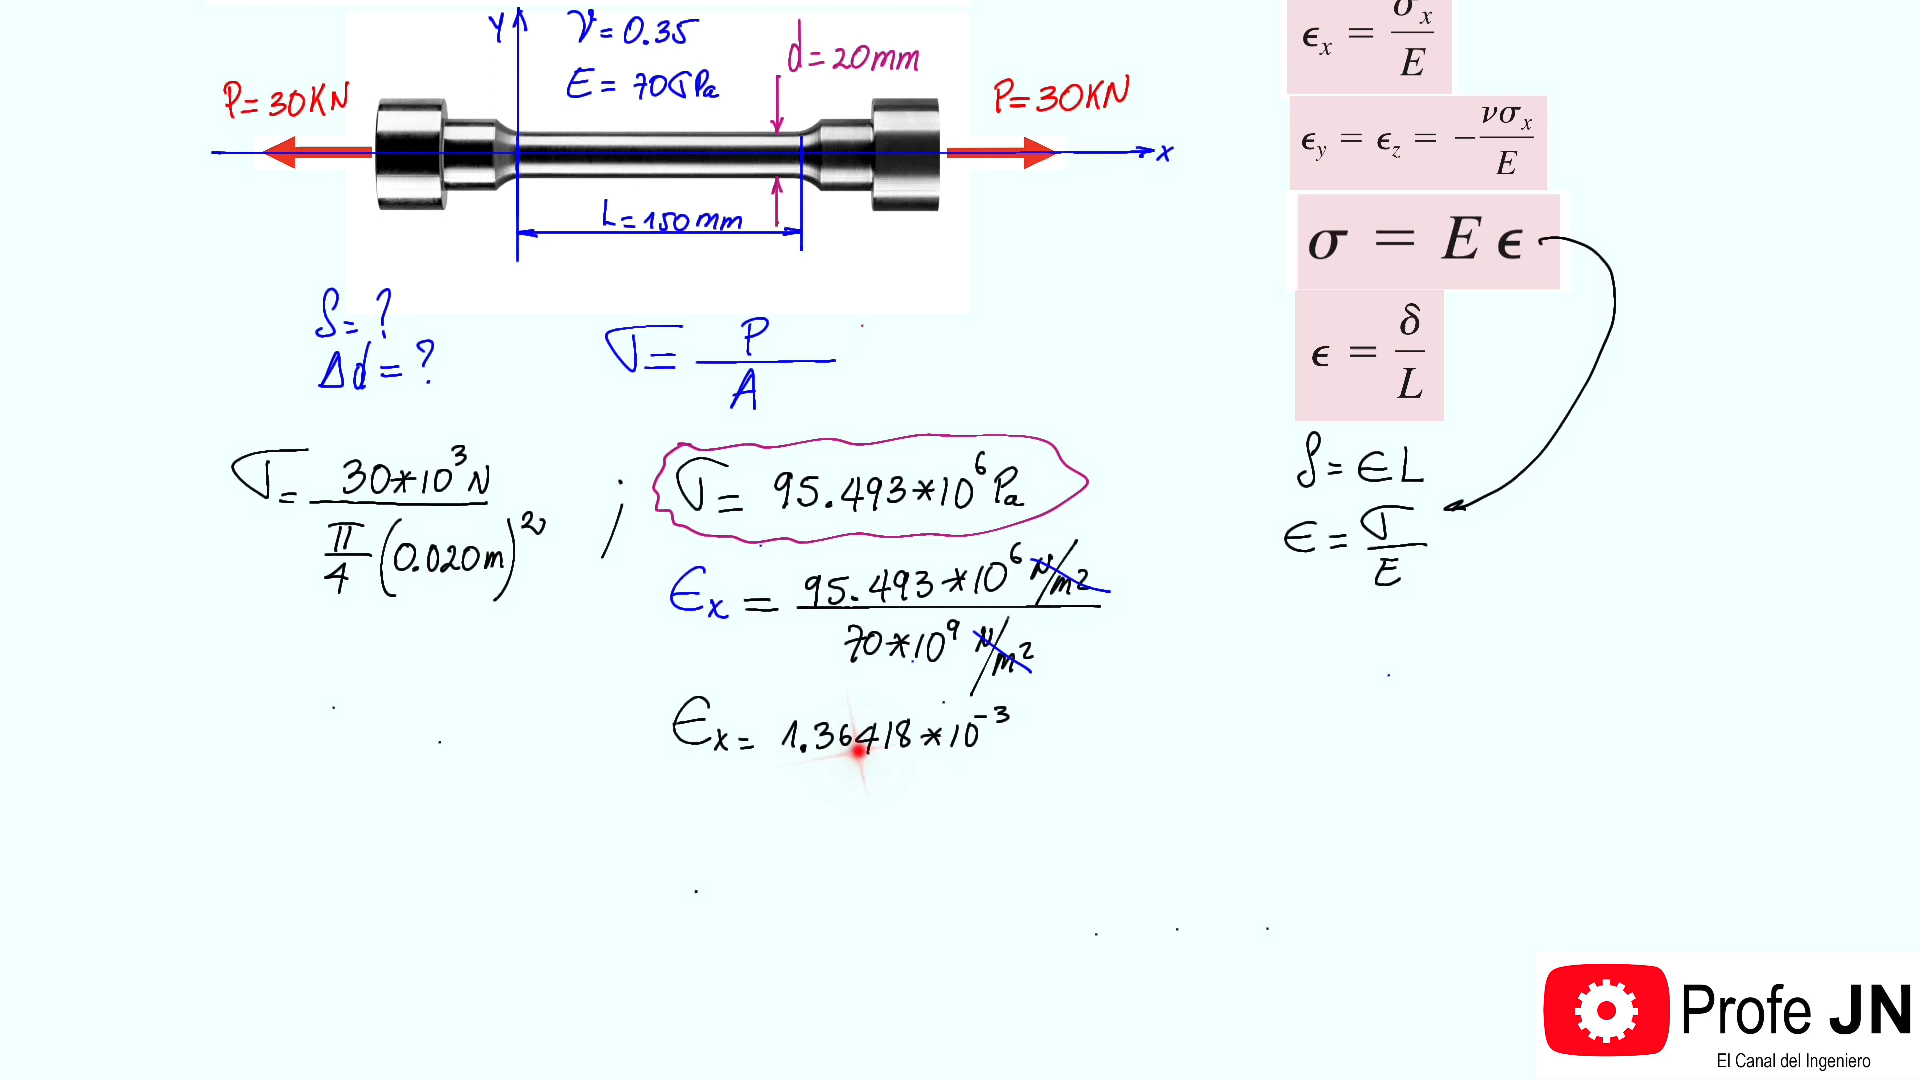 Y
ν = 0.35
d = 20mm
E = 70GPa
P = 30KN
P = 30KN
x
L = 150mm
δ = ?
Δd = ?
σ = P / A
σ = 30*10³N / π/4 (0.020m)²
;
σ = 95.493*10⁶ Pa
ϵx = 95.493*10⁶ N/m² / 70*10⁹ N/m²
ϵx = 1.36418*10⁻³
ϵx = σx / E
ϵy = ϵz = − νσx / E
σ = E ϵ
ϵ = δ / L
δ = ϵ L
ϵ = σ / E
Profe JN
El Canal del Ingeniero